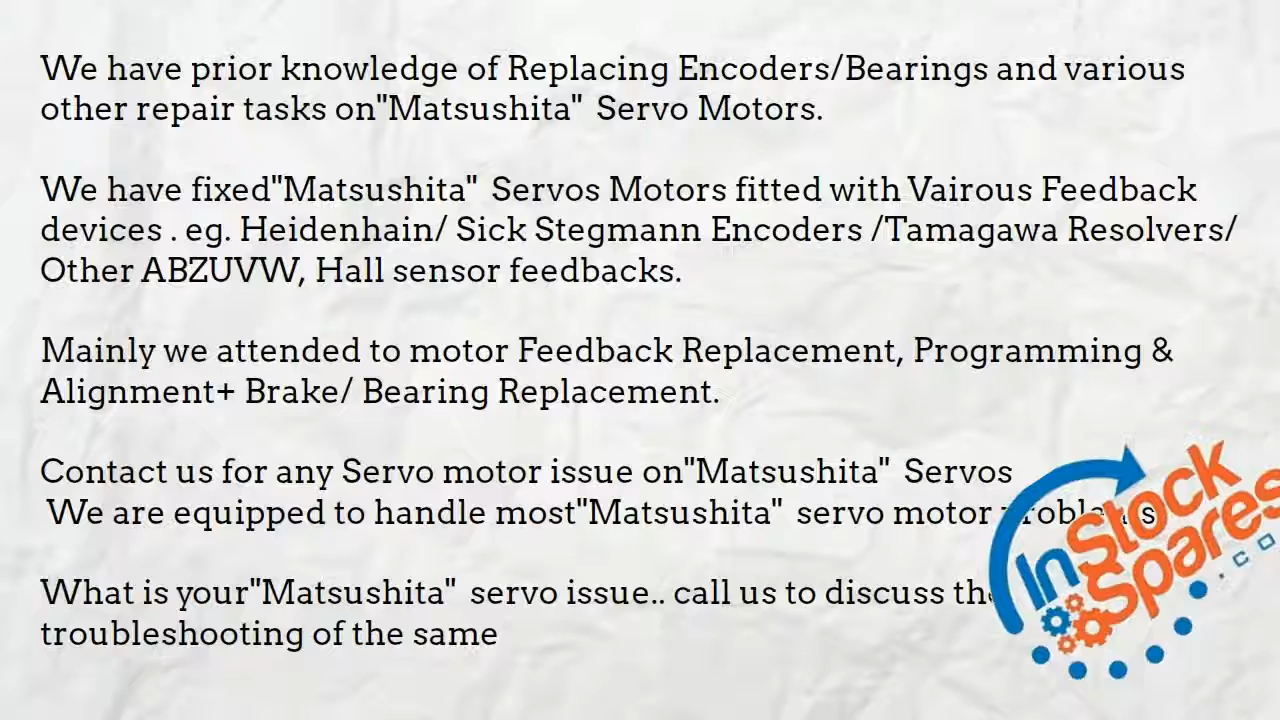 We have prior knowledge of Replacing Encoders/Bearings and various
other repair tasks on"Matsushita"  Servo Motors.
We have fixed"Matsushita"  Servos Motors fitted with Vairous Feedback
devices . eg. Heidenhain/ Sick Stegmann Encoders /Tamagawa Resolvers/
Other ABZUVW, Hall sensor feedbacks.
Mainly we attended to motor Feedback Replacement, Programming &
Alignment+ Brake/ Bearing Replacement.
Contact us for any Servo motor issue on"Matsushita"  Servos
We are equipped to handle most"Matsushita"  servo motor
What is your"Matsushita"  servo issue.. call us to discuss
troubleshooting of the same
InStock
Spares